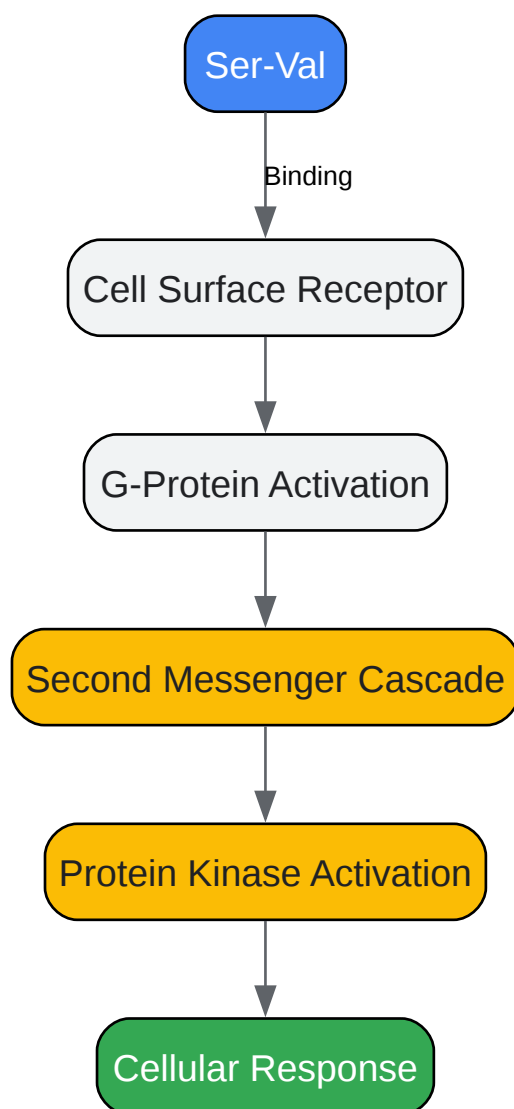 Ser-Val
Binding
Cell Surface Receptor
G-Protein Activation
Second Messenger Cascade
Protein Kinase Activation
Cellular Response